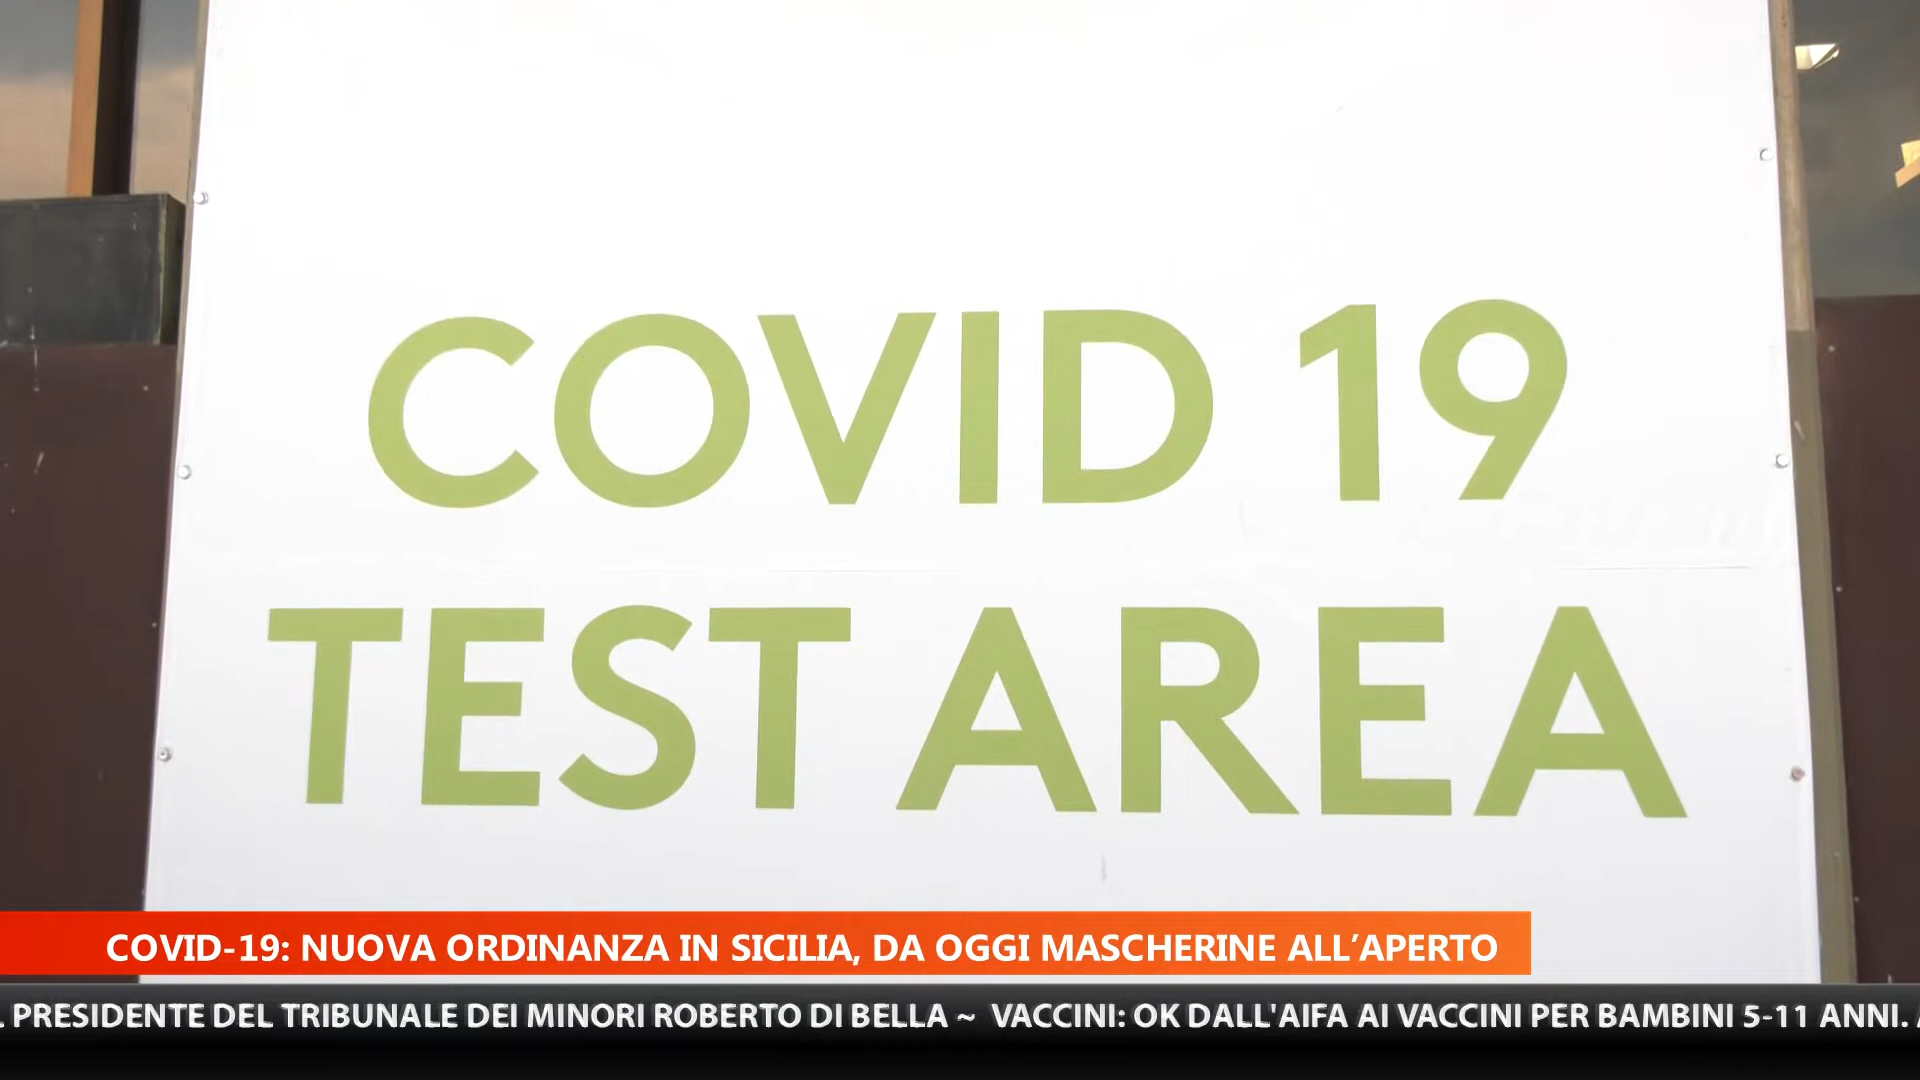 COVID 19
TEST AREA
COVID-19: NUOVA ORDINANZA IN SICILIA, DA OGGI MASCHERINE ALL’APERTO
PRESIDENTE DEL TRIBUNALE DEI MINORI ROBERTO DI BELLA ~ VACCINI: OK DALL'AIFA AI VACCINI PER BAMBINI 5-11 ANNI.